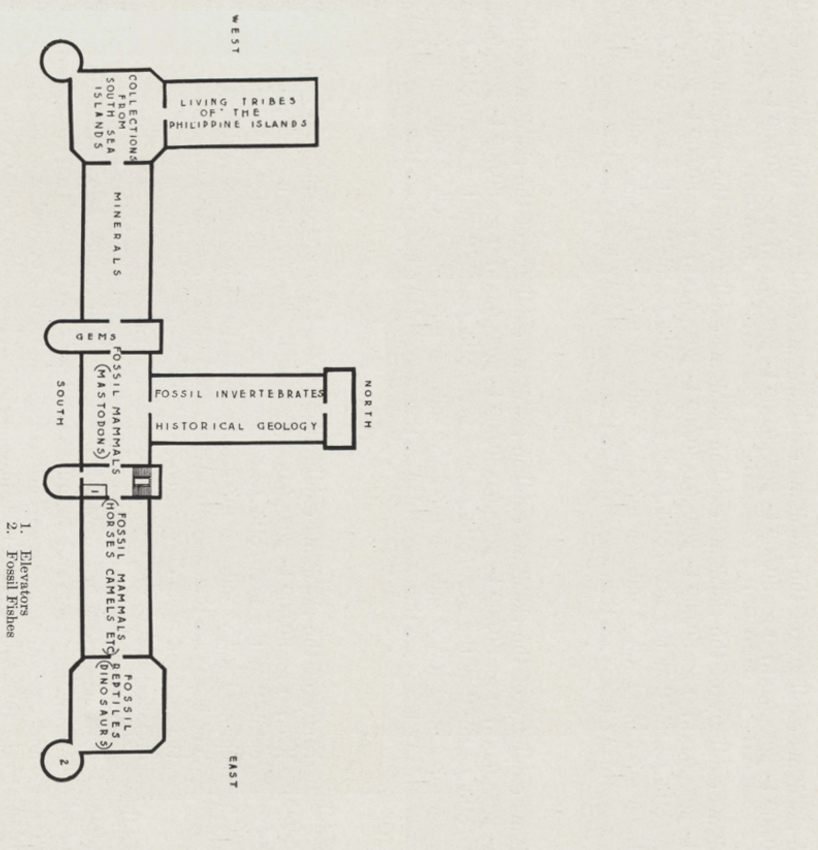 WEST
COLLECTIONS
FROM
SOUTH SEA
ISLANDS
LIVING TRIBES
OF THE
PHILIPPINE ISLANDS
MINERALS
GEMS
FOSSIL MAMMALS
(MASTODONS)
SOUTH
FOSSIL INVERTEBRATES
HISTORICAL GEOLOGY
NORTH
1
FOSSIL MAMMALS
(HORSES CAMELS ETC)
FOSSIL
REPTILES
(DINOSAURS)
2
EAST
1. Elevators
2. Fossil Fishes